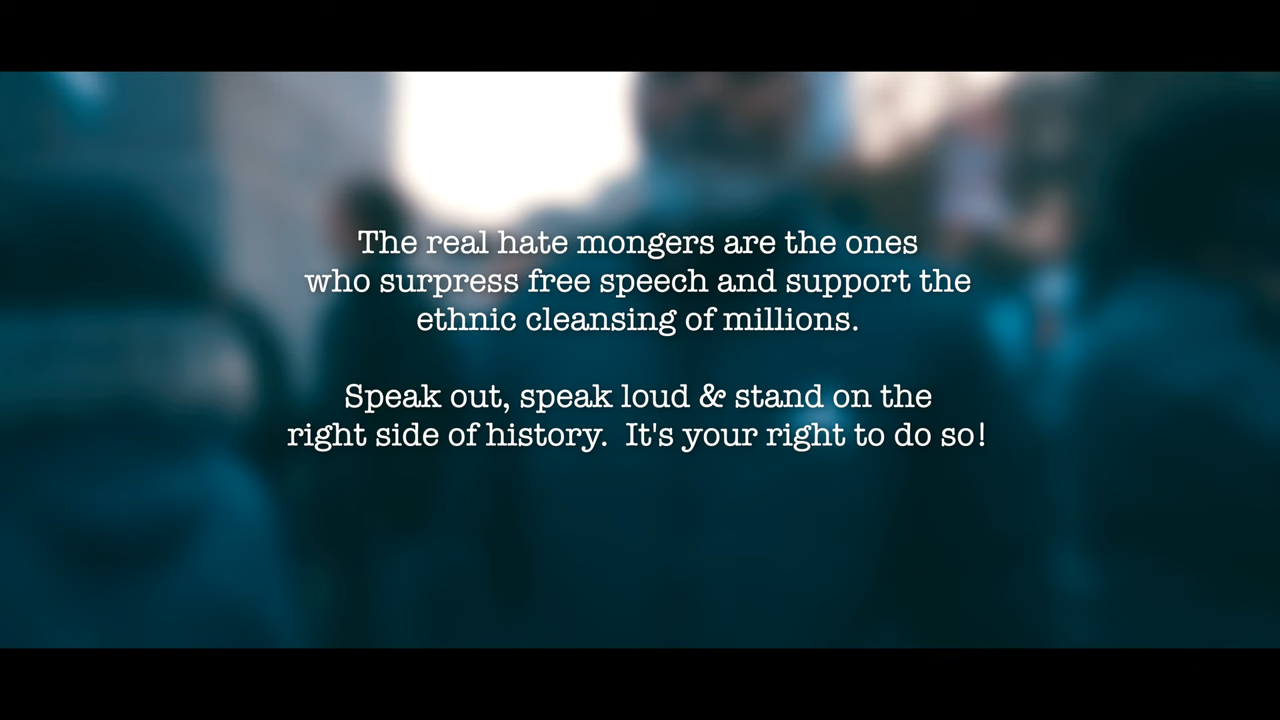 The real hate mongers are the ones
who surpress free speech and support the
ethnic cleansing of millions.
Speak out, speak loud & stand on the
right side of history.  It's your right to do so!